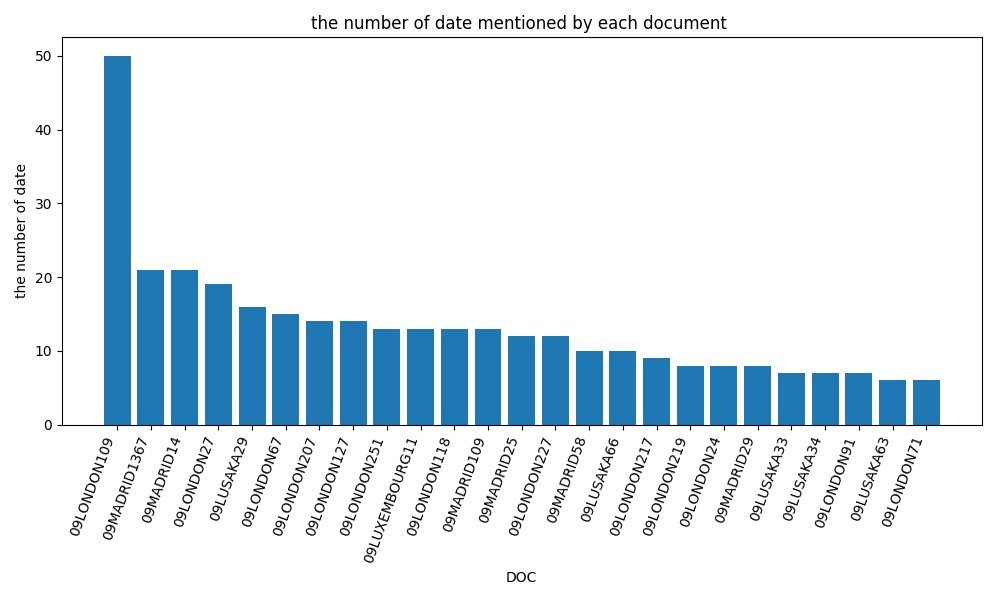 the number of date mentioned by each document
the number of date
50
40
30
20
10
0
09LONDON109
09MADRID1367
09MADRID14
09LONDON27
09LUSAKA29
09LONDON67
09LONDON207
09LONDON127
09LONDON251
09LUXEMBOURG11
09LONDON118
09MADRID109
09MADRID25
09LONDON227
09MADRID58
09LUSAKA66
09LONDON217
09LONDON219
09LONDON24
09MADRID29
09LUSAKA33
09LUSAKA34
09LONDON91
09LUSAKA63
09LONDON71
DOC